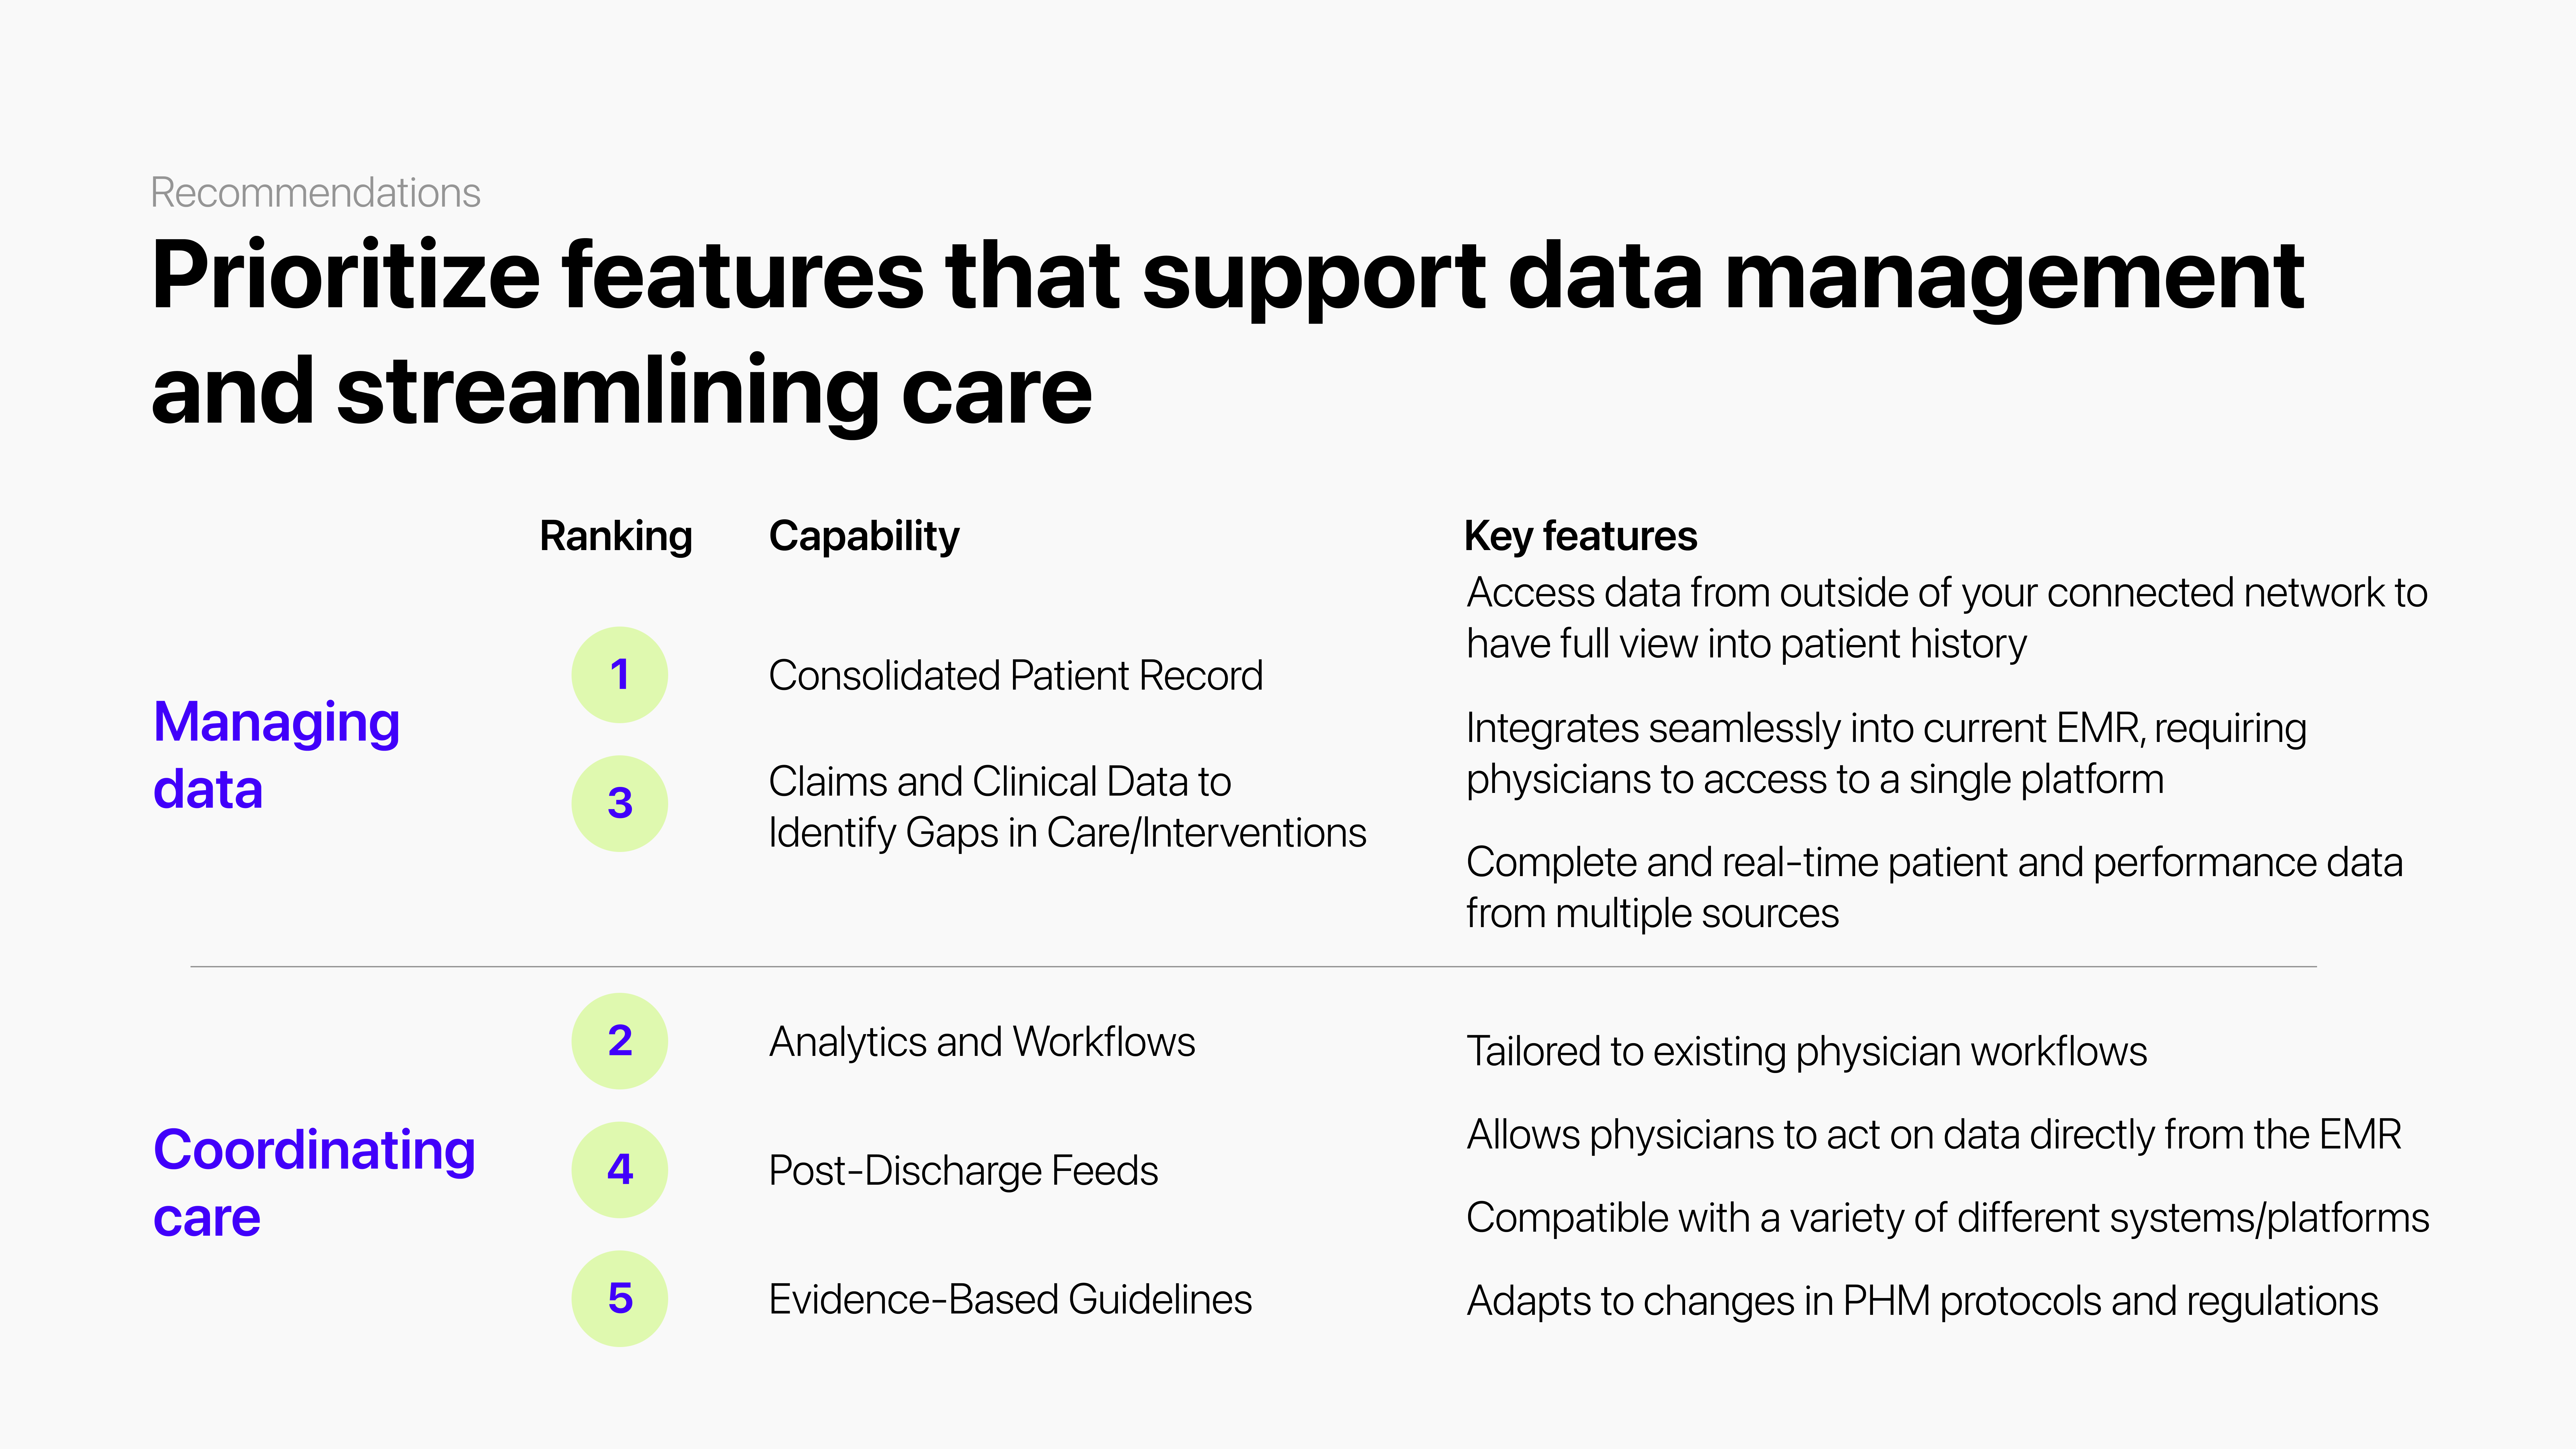 Recommendations
Prioritize features that support data management
and streamlining care
Ranking
Capability
Key features
Managing
data
1
Consolidated Patient Record
3
Claims and Clinical Data to
Identify Gaps in Care/Interventions
Access data from outside of your connected network to
have full view into patient history
Integrates seamlessly into current EMR, requiring
physicians to access to a single platform
Complete and real-time patient and performance data
from multiple sources
Coordinating
care
2
Analytics and Workflows
4
Post-Discharge Feeds
5
Evidence-Based Guidelines
Tailored to existing physician workflows
Allows physicians to act on data directly from the EMR
Compatible with a variety of different systems/platforms
Adapts to changes in PHM protocols and regulations